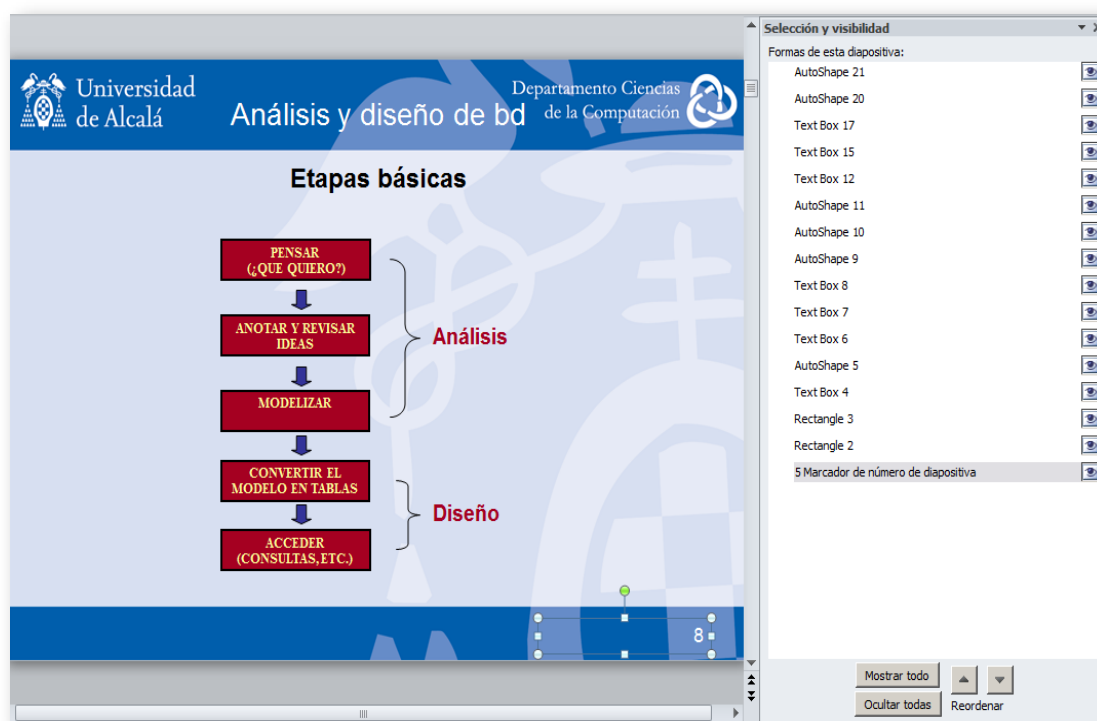 Universidad
de Alcalá
Análisis y diseño de bd
Departamento Ciencias
de la Computación
Etapas básicas
PENSAR
(¿QUE QUIERO?)
ANOTAR Y REVISAR
IDEAS
MODELIZAR
Análisis
CONVERTIR EL
MODELO EN TABLAS
ACCEDER
(CONSULTAS, ETC.)
Diseño
8
Selección y visibilidad
Formas de esta diapositiva:
AutoShape 21
AutoShape 20
Text Box 17
Text Box 15
Text Box 12
AutoShape 11
AutoShape 10
AutoShape 9
Text Box 8
Text Box 7
Text Box 6
AutoShape 5
Text Box 4
Rectangle 3
Rectangle 2
5 Marcador de número de diapositiva
Mostrar todo
Ocultar todas
Reordenar